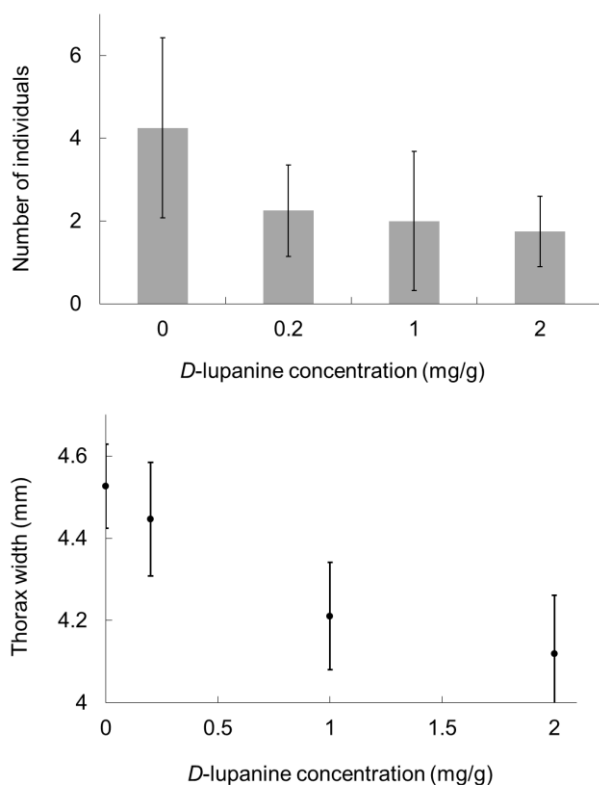 Number of individuals
6
4
2
0
0 0.2 1 2
D-lupanine concentration (mg/g)
Thorax width (mm)
4.6
4.4
4.2
4
0 0.5 1 1.5 2
D-lupanine concentration (mg/g)